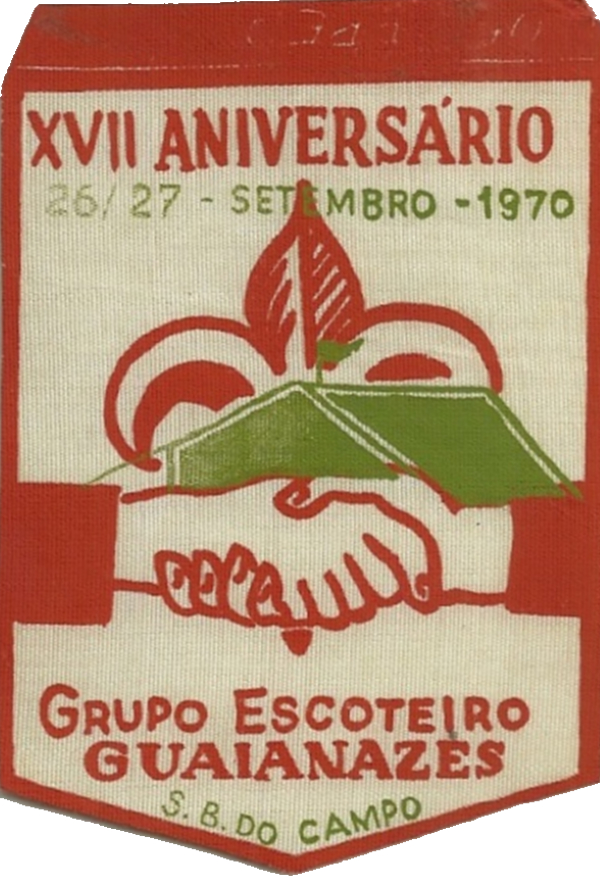 XVII ANIVERSÁRIO
26/27 - SETEMBRO - 1970
GRUPO ESCOTEIRO
GUAIANAZES
S. B. DO CAMPO